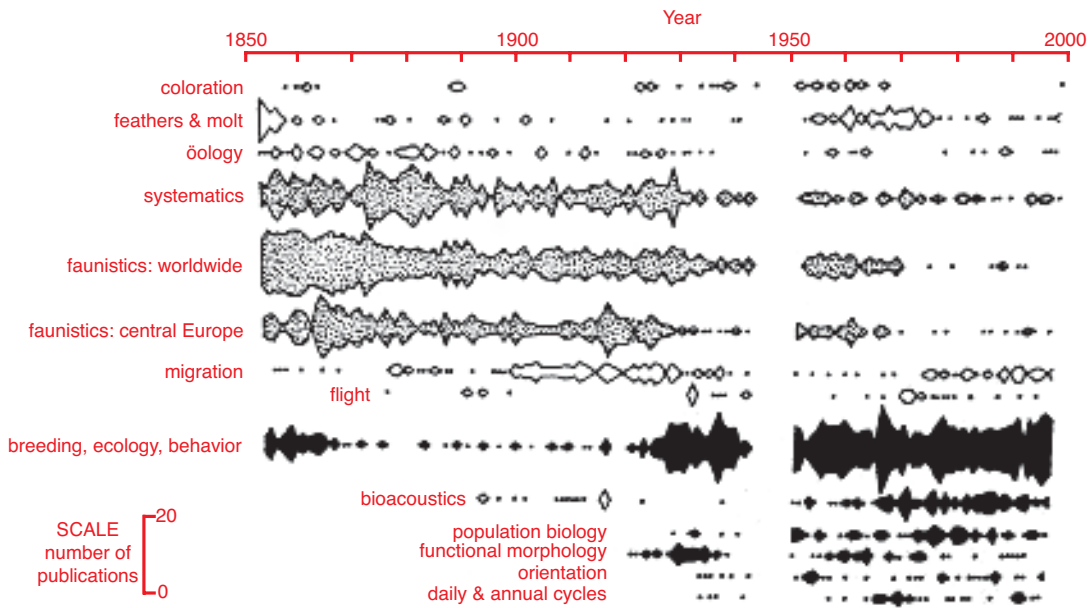 Year
1850 1900 1950 2000
coloration
feathers & molt
öology
systematics
faunistics: worldwide
faunistics: central Europe
migration
flight
breeding, ecology, behavior
bioacoustics
SCALE
number of
publications
20
0
population biology
functional morphology
orientation
daily & annual cycles